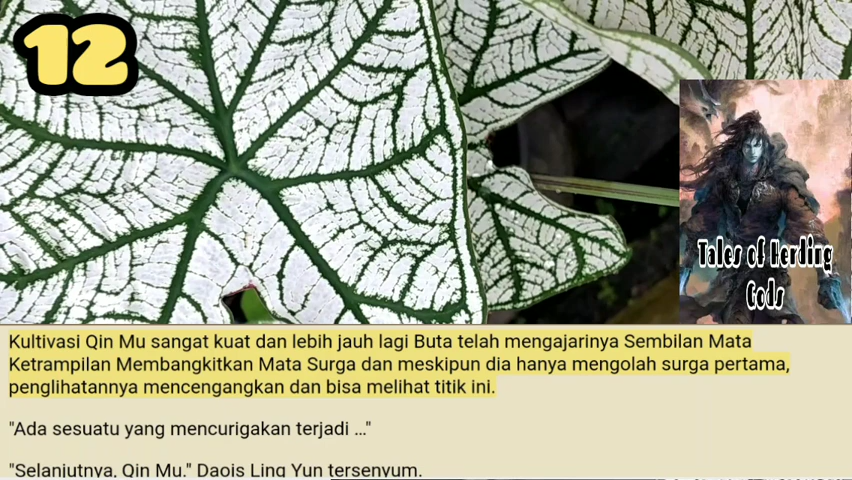 12
Tales of Herding
Gods
Kultivasi Qin Mu sangat kuat dan lebih jauh lagi Buta telah mengajarinya Sembilan Mata
Ketrampilan Membangkitkan Mata Surga dan meskipun dia hanya mengolah surga pertama,
penglihatannya mencengangkan dan bisa melihat titik ini.
"Ada sesuatu yang mencurigakan terjadi ..."
"Selanjutnya, Qin Mu." Daois Ling Yun tersenyum.